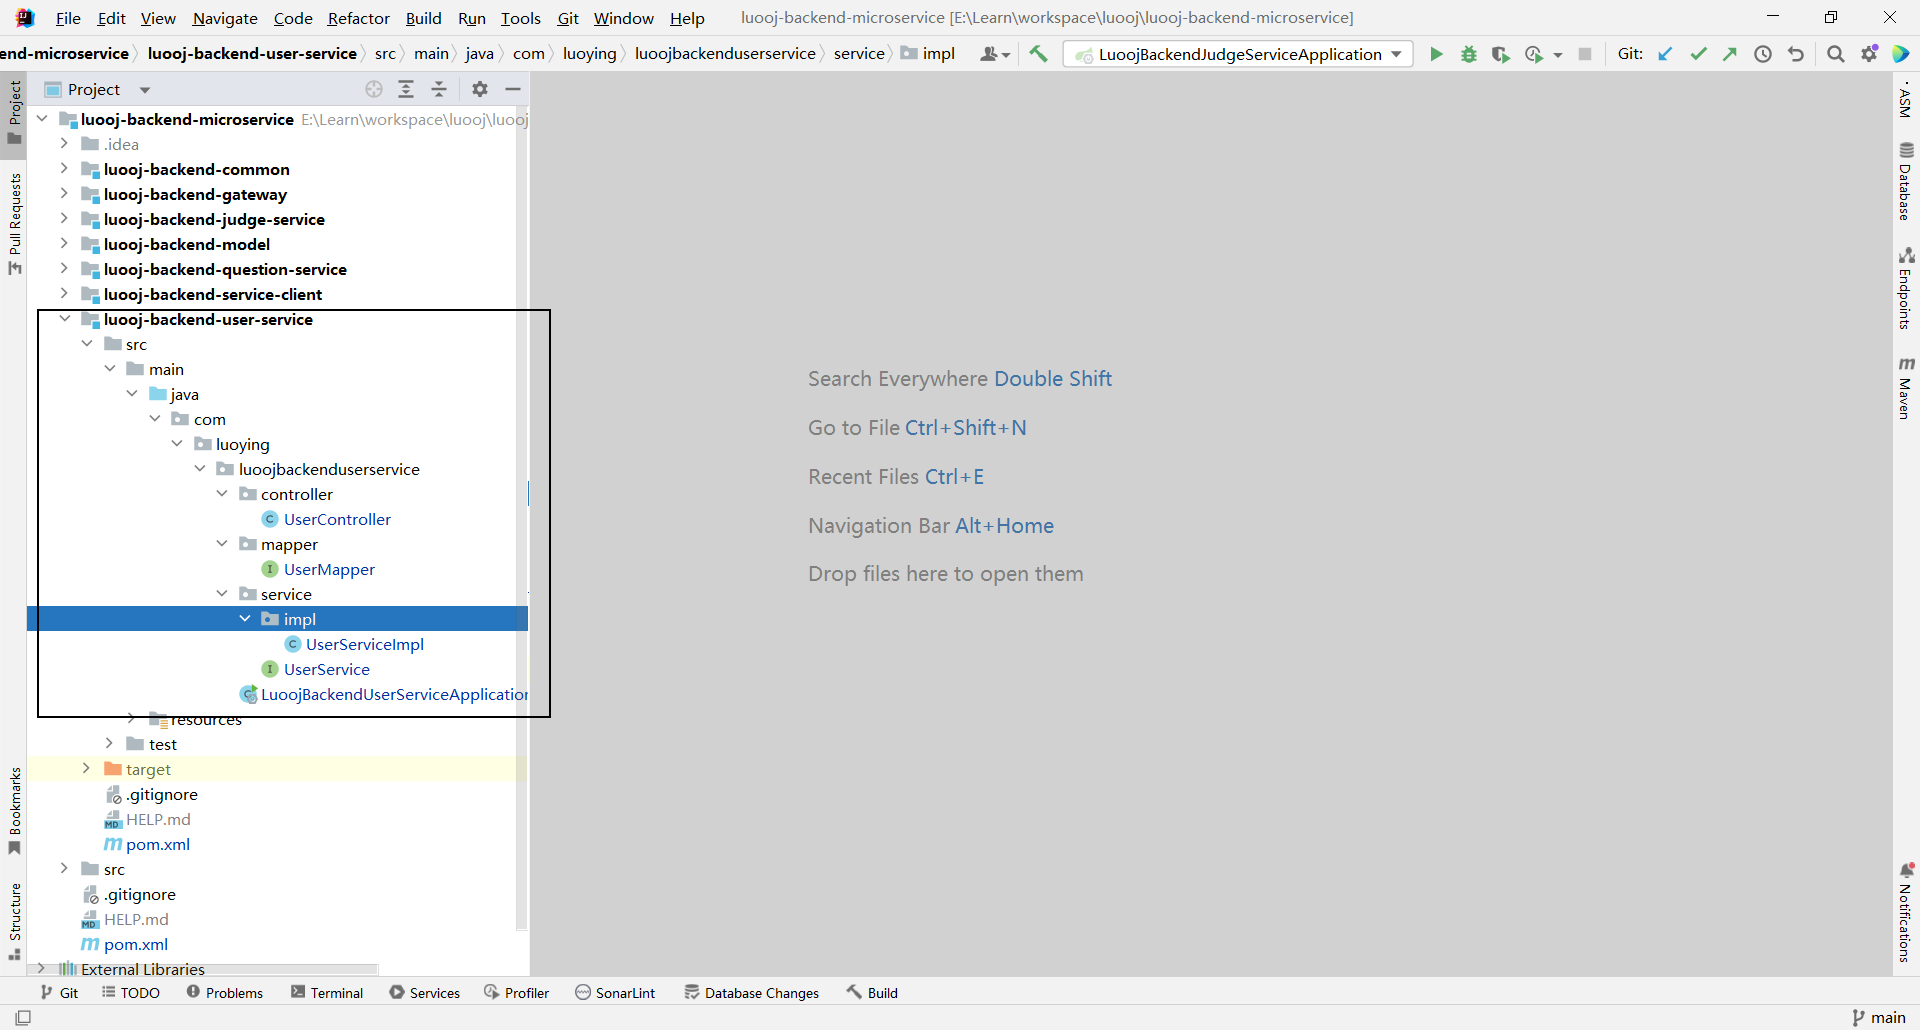 File Edit View Navigate Code Refactor Build Run Tools Git Window Help luooj-backend-microservice [E:\Learn\workspace\luooj\luooj-backend-microservice]
end-microservice luooj-backend-user-service src main java com luoying luoojbackenduserservice service impl LuoojBackendJudgeServiceApplication Git:
Project
luooj-backend-microservice E:\Learn\workspace\luooj\luooj
.idea
luooj-backend-common
luooj-backend-gateway
luooj-backend-judge-service
luooj-backend-model
luooj-backend-question-service
luooj-backend-service-client
luooj-backend-user-service
src
main
java
com
luoying
luoojbackenduserservice
controller
UserController
mapper
UserMapper
service
impl
UserServiceImpl
UserService
LuoojBackendUserServiceApplication
resources
test
target
.gitignore
HELP.md
pom.xml
src
.gitignore
HELP.md
pom.xml
External Libraries
Project
Pull Requests
Bookmarks
Structure
Search Everywhere Double Shift
Go to File Ctrl+Shift+N
Recent Files Ctrl+E
Navigation Bar Alt+Home
Drop files here to open them
ASM
Database
Endpoints
Maven
Notifications
Git TODO Problems Terminal Services Profiler SonarLint Database Changes Build
main